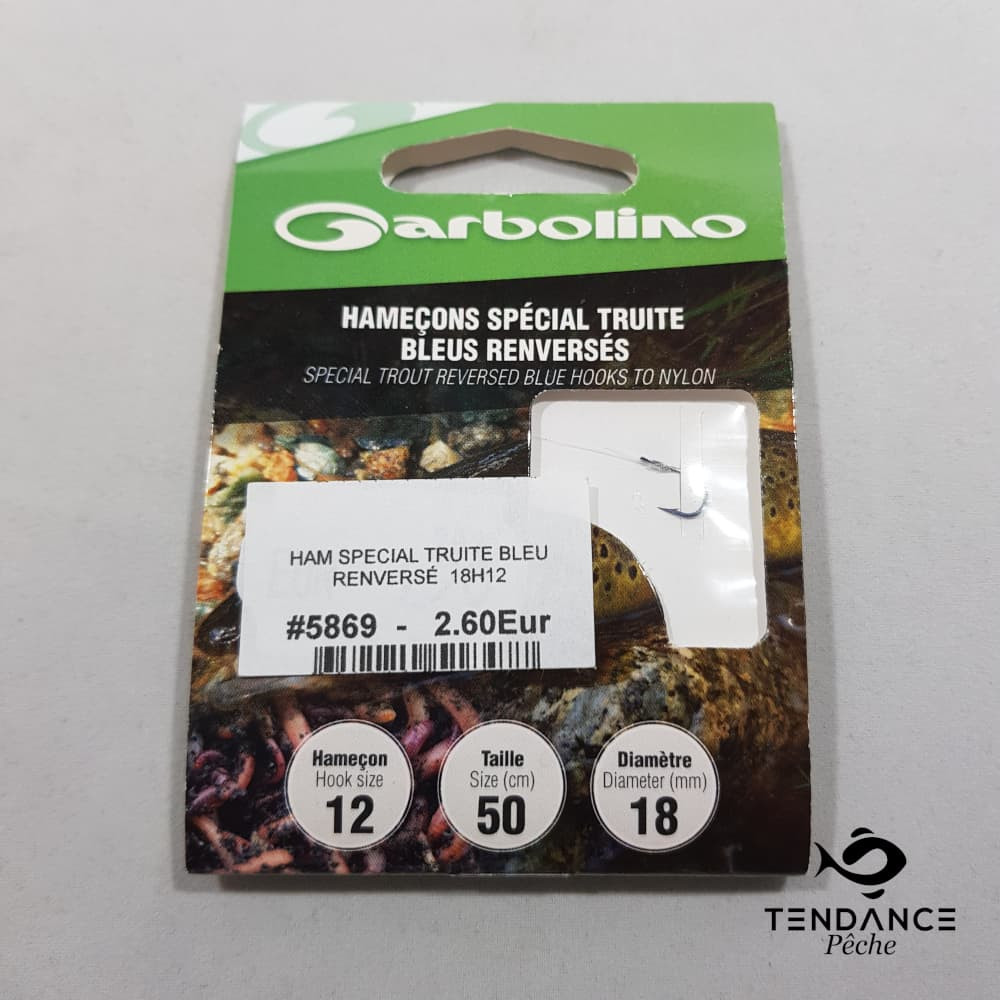 Garbolino
HAMEÇONS SPÉCIAL TRUITE
BLEUS RENVERSÉS
SPECIAL TROUT REVERSED BLUE HOOKS TO NYLON
HAM SPECIAL TRUITE BLEU
RENVERSÉ 18H12
#5869 - 2.60Eur
Hameçon
Hook size
12
Taille
Size (cm)
50
Diamètre
Diameter (mm)
18
TENDANCE
Pêche